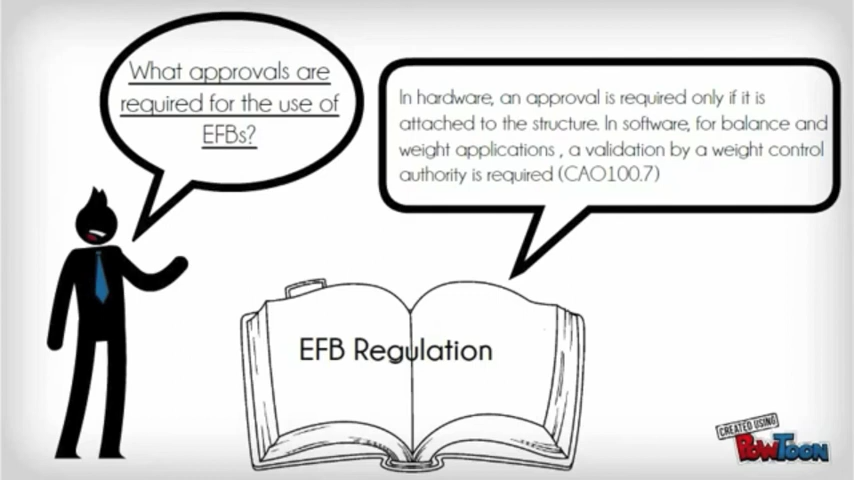 What approvals are
required for the use of
EFBs?
In hardware, an approval is required only if it is
attached to the structure. In software, for balance and
weight applications , a validation by a weight control
authority is required (CAO100.7)
EFB Regulation
CREATED USING
POWTOON